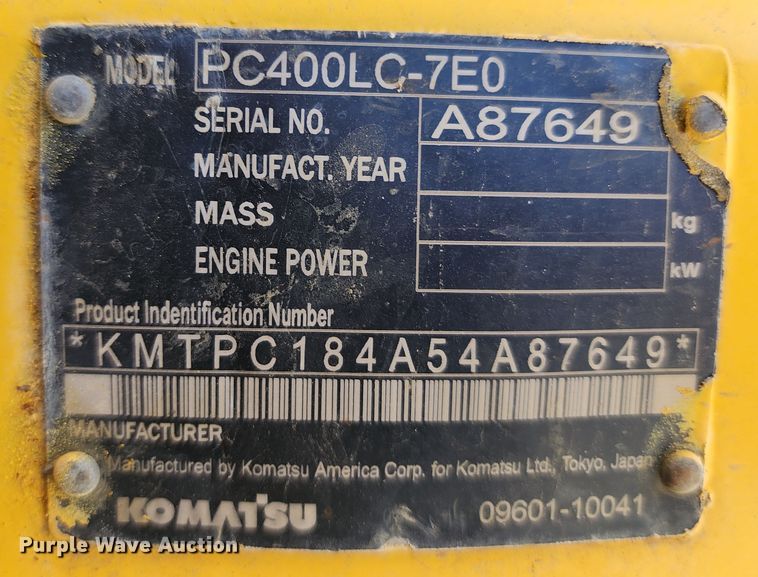 MODEL PC400LC-7E0
SERIAL NO. A87649
MANUFACT. YEAR
MASS kg
ENGINE POWER kW
Product Indentification Number
*KMTPC184A54A87649*
MANUFACTURER
Manufactured by Komatsu America Corp. for Komatsu Ltd., Tokyo, Japan
KOMATSU 09601-10041
Purple Wave Auction